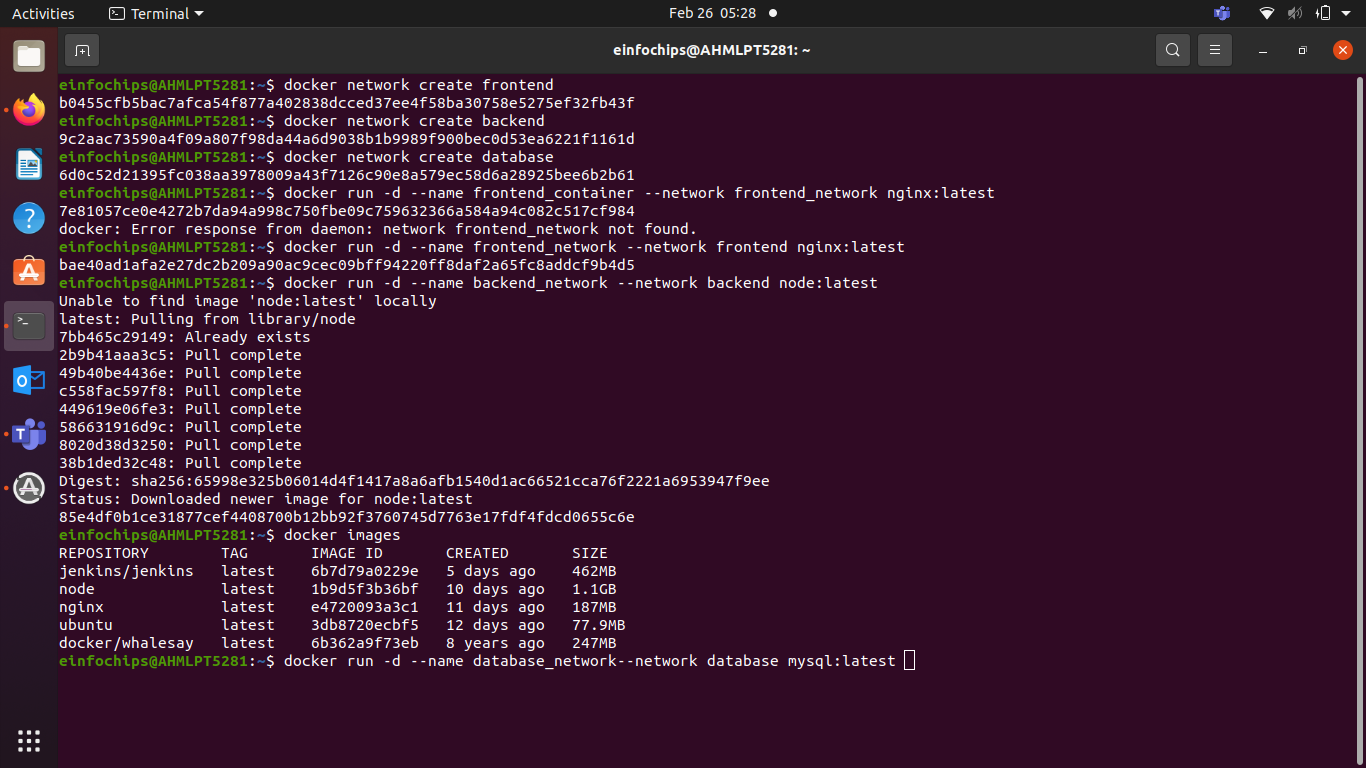 Activities
Terminal
Feb 26 05:28
einfochips@AHMLPT5281: ~
einfochips@AHMLPT5281:~$ docker network create frontend
b0455cfb5bac7afca54f877a402838dcced37ee4f58ba30758e5275ef32fb43f
einfochips@AHMLPT5281:~$ docker network create backend
9c2aac73590a4f09a807f98da44a6d9038b1b9989f900bec0d53ea6221f1161d
einfochips@AHMLPT5281:~$ docker network create database
6d0c52d21395fc038aa3978009a43f7126c90e8a579ec58d6a28925bee6b2b61
einfochips@AHMLPT5281:~$ docker run -d --name frontend_container --network frontend_network nginx:latest
7e81057ce0e4272b7da94a998c750fbe09c759632366a584a94c082c517cf984
docker: Error response from daemon: network frontend_network not found.
einfochips@AHMLPT5281:~$ docker run -d --name frontend_network --network frontend nginx:latest
bae40ad1afa2e27dc2b209a90ac9cec09bff94220ff8daf2a65fc8addcf9b4d5
einfochips@AHMLPT5281:~$ docker run -d --name backend_network --network backend node:latest
Unable to find image 'node:latest' locally
latest: Pulling from library/node
7bb465c29149: Already exists
2b9b41aaa3c5: Pull complete
49b40be4436e: Pull complete
c558fac597f8: Pull complete
449619e06fe3: Pull complete
586631916d9c: Pull complete
8020d38d3250: Pull complete
38b1ded32c48: Pull complete
Digest: sha256:65998e325b06014d4f1417a8a6afb1540d1ac66521cca76f2221a6953947f9ee
Status: Downloaded newer image for node:latest
85e4df0b1ce31877cef4408700b12bb92f3760745d7763e17fdf4fdcd0655c6e
einfochips@AHMLPT5281:~$ docker images
REPOSITORY TAG IMAGE ID CREATED SIZE
jenkins/jenkins latest 6b7d79a0229e 5 days ago 462MB
node latest 1b9d5f3b36bf 10 days ago 1.1GB
nginx latest e4720093a3c1 11 days ago 187MB
ubuntu latest 3db8720ecbf5 12 days ago 77.9MB
docker/whalesay latest 6b362a9f73eb 8 years ago 247MB
einfochips@AHMLPT5281:~$ docker run -d --name database_network--network database mysql:latest